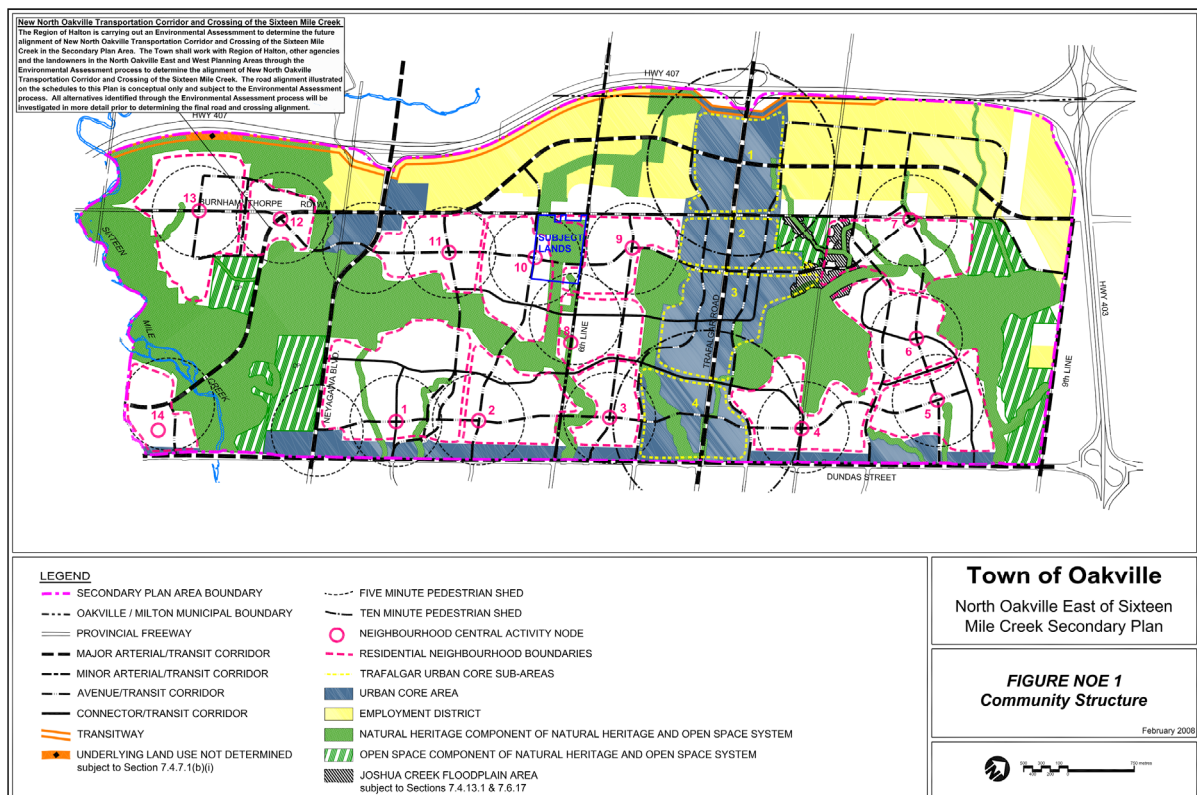 New North Oakville Transportation Corridor and Crossing of the Sixteen Mile Creek
The Region of Halton is carrying out an Environmental Assessmment to determine the future
alignment of New North Oakville Transportation Corridor and Crossing of the Sixteen Mile
Creek in the Secondary Plan Area. The Town shall work with Region of Halton, other agencies
and the landowners in the North Oakville East and West Planning Areas through the
Environmental Assessment process to determine the alignment of New North Oakville
Transportation Corridor and Crossing of the Sixteen Mile Creek. The road alignment illustrated
on the schedules to this Plan is conceptual only and subject to the Environmental Assessment
process. All alternatives identified through the Environmental Assessment process will be
investigated in more detail prior to determining the final road and crossing alignment.
HWY 407
HWY 407
1
13
BURNHAMTHORPE RD. W.
12
SIXTEEN
MILE
CREEK
11
10
SUBJECT
LANDS
9
2
7
3
TRAFALGAR ROAD
HWY 403
8
6th LINE
6
9th LINE
NEYAGAWA BLVD.
14
1
2
3
4
4
5
DUNDAS STREET
LEGEND
SECONDARY PLAN AREA BOUNDARY
OAKVILLE / MILTON MUNICIPAL BOUNDARY
PROVINCIAL FREEWAY
MAJOR ARTERIAL/TRANSIT CORRIDOR
MINOR ARTERIAL/TRANSIT CORRIDOR
AVENUE/TRANSIT CORRIDOR
CONNECTOR/TRANSIT CORRIDOR
TRANSITWAY
UNDERLYING LAND USE NOT DETERMINED
subject to Section 7.4.7.1(b)(i)
FIVE MINUTE PEDESTRIAN SHED
TEN MINUTE PEDESTRIAN SHED
NEIGHBOURHOOD CENTRAL ACTIVITY NODE
RESIDENTIAL NEIGHBOURHOOD BOUNDARIES
TRAFALGAR URBAN CORE SUB-AREAS
URBAN CORE AREA
EMPLOYMENT DISTRICT
NATURAL HERITAGE COMPONENT OF NATURAL HERITAGE AND OPEN SPACE SYSTEM
OPEN SPACE COMPONENT OF NATURAL HERITAGE AND OPEN SPACE SYSTEM
JOSHUA CREEK FLOODPLAIN AREA
subject to Sections 7.4.13.1 & 7.6.17
Town of Oakville
North Oakville East of Sixteen
Mile Creek Secondary Plan
FIGURE NOE 1
Community Structure
February 2008
500 300 100 750 metres
400 200 0